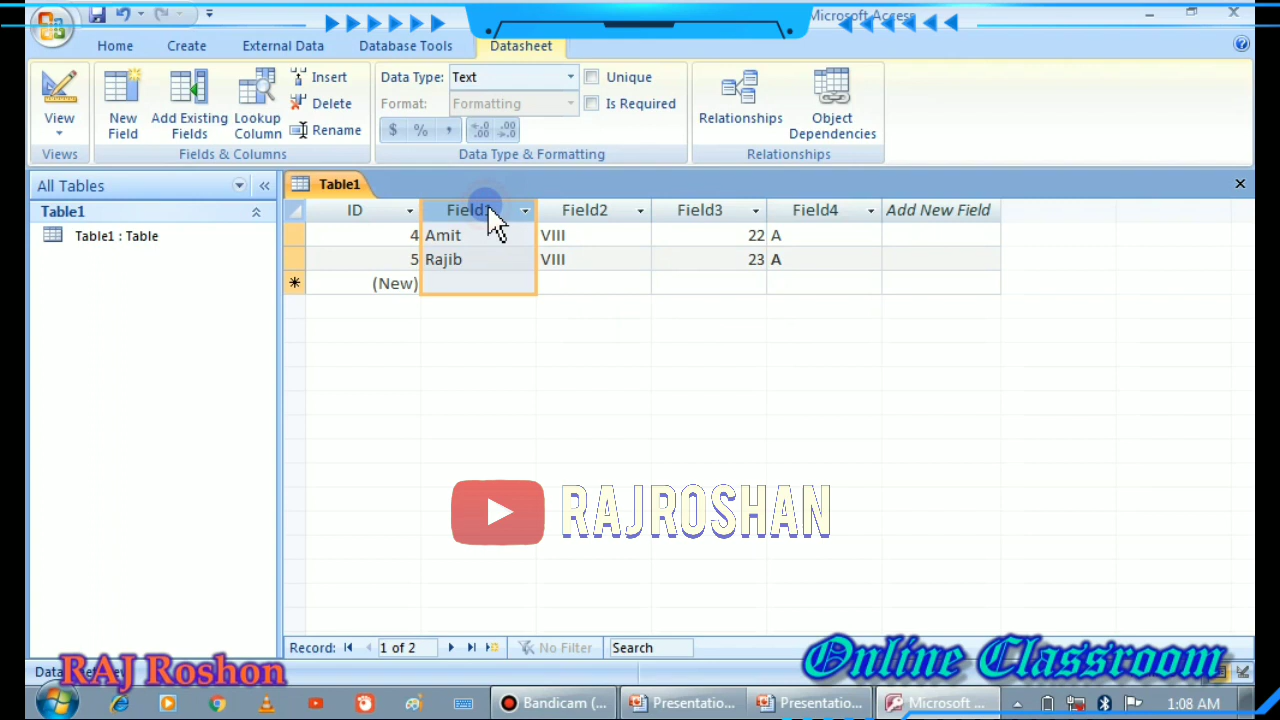 Microsoft Access
Home Create External Data Database Tools Datasheet
View
Views
New Field
Add Existing Fields
Lookup Column
Insert
Delete
Rename
Fields & Columns
Data Type: Text
Format: Formatting
$ % ,
Unique
Is Required
Data Type & Formatting
Relationships
Object Dependencies
Relationships
All Tables
Table1
Table1 : Table
Table1
ID Field1 Field2 Field3 Field4 Add New Field
4 Amit VIII 22 A
5 Rajib VIII 23 A
(New)
RAJROSHAN
Record: 1 of 2 No Filter Search
RAJ Roshon
Online Classroom
Bandicam (... Presentatio... Presentatio... Microsoft ... 1:08 AM